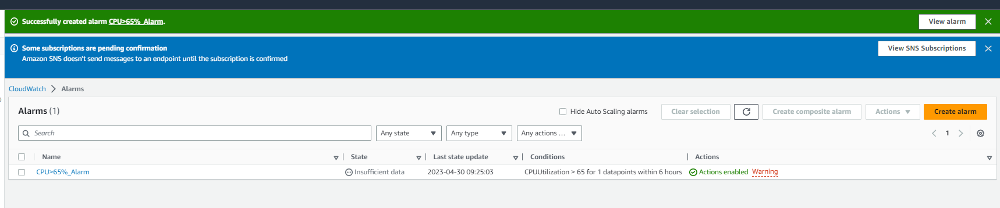 Successfully created alarm CPU>65%_Alarm.
View alarm
Some subscriptions are pending confirmation
Amazon SNS doesn't send messages to an endpoint until the subscription is confirmed
View SNS Subscriptions
CloudWatch > Alarms
Alarms (1)
Hide Auto Scaling alarms
Clear selection
Create composite alarm
Actions
Create alarm
Search
Any state
Any type
Any actions ...
1
Name State Last state update Conditions Actions
CPU>65%_Alarm Insufficient data 2023-04-30 09:25:03 CPUUtilization > 65 for 1 datapoints within 6 hours Actions enabled Warning